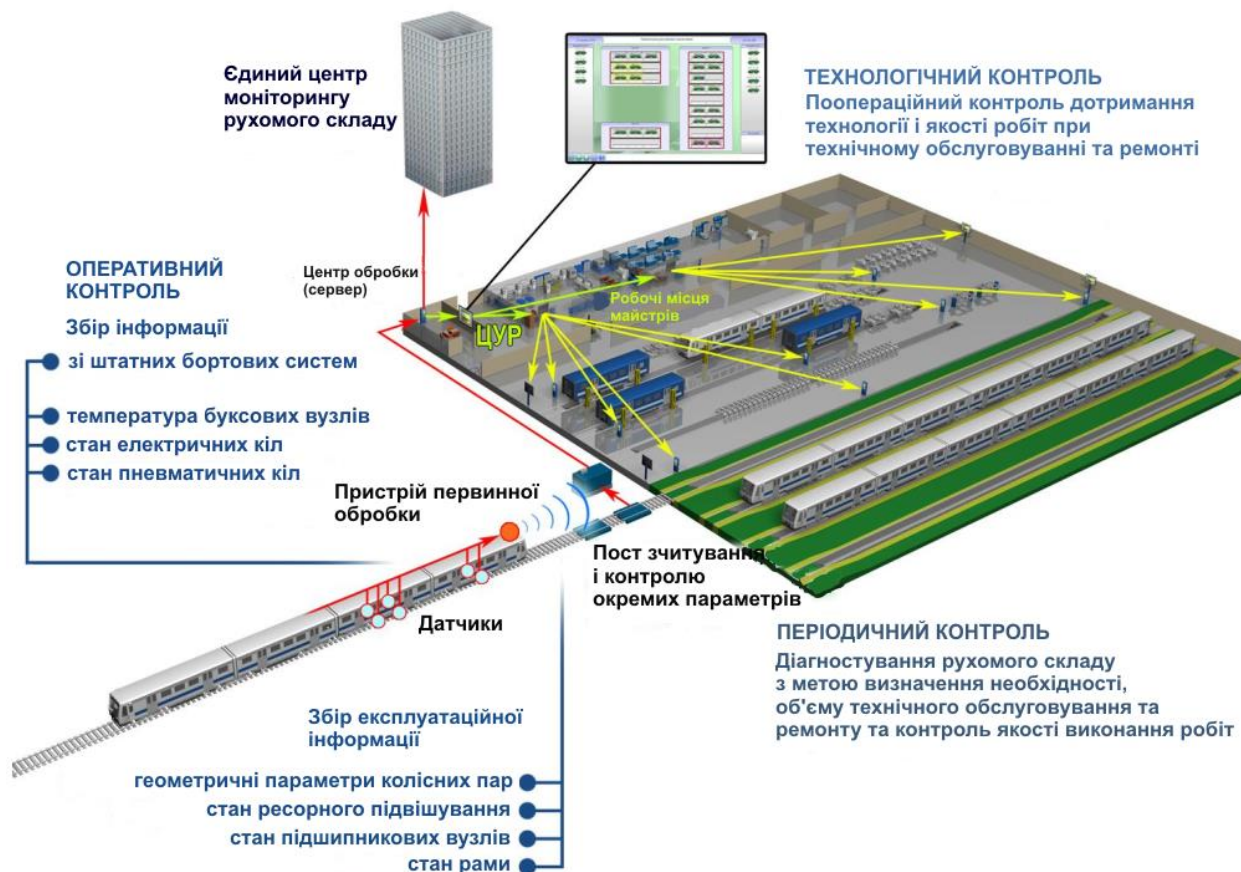 Єдиний центр
моніторингу
рухомого складу
ТЕХНОЛОГІЧНИЙ КОНТРОЛЬ
Поопераційний контроль дотримання
технології і якості робіт при
технічному обслуговуванні та ремонті
ОПЕРАТИВНИЙ
КОНТРОЛЬ
Збір інформації
зі штатних бортових систем
температура буксових вузлів
стан електричних кіл
стан пневматичних кіл
Центр обробки
(сервер)
ЦУР
Робочі місця
майстрів
Пристрій первинної
обробки
Датчики
Пост зчитування
і контролю
окремих параметрів
ПЕРІОДИЧНИЙ КОНТРОЛЬ
Діагностування рухомого складу
з метою визначення необхідності,
об'єму технічного обслуговування та
ремонту та контроль якості виконання робіт
Збір експлуатаційної
інформації
геометричні параметри колісних пар
стан ресорного підвішування
стан підшипникових вузлів
стан рами